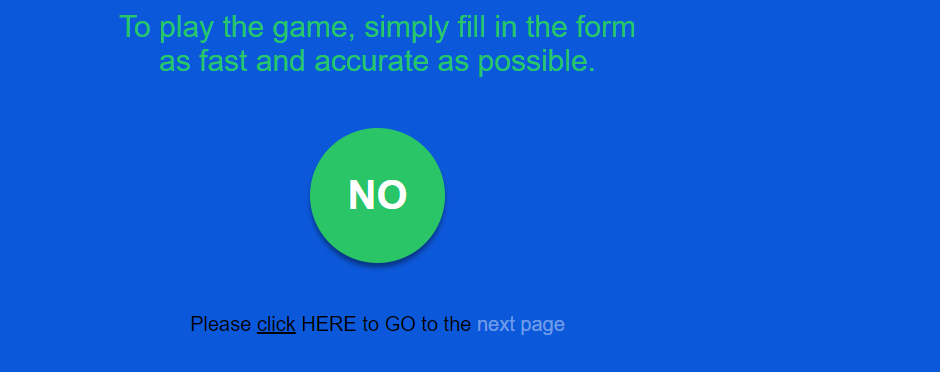 To play the game, simply fill in the form
as fast and accurate as possible.
NO
Please click HERE to GO to the next page